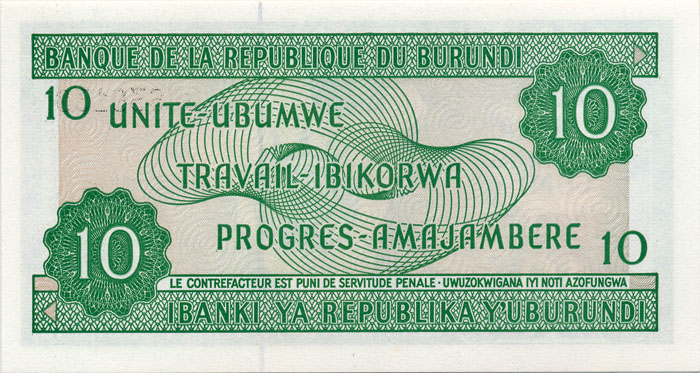 BANQUE DE LA REPUBLIQUE DU BURUNDI
10
UNITE-UBUMWE
10
TRAVAIL-IBIKORWA
PROGRES-AMAJAMBERE
10
10
LE CONTREFACTEUR EST PUNI DE SERVITUDE PENALE · UWUZOKWIGANA IYI NOTI AZOFUNGWA
IBANKI YA REPUBLIKA Y'UBURUNDI